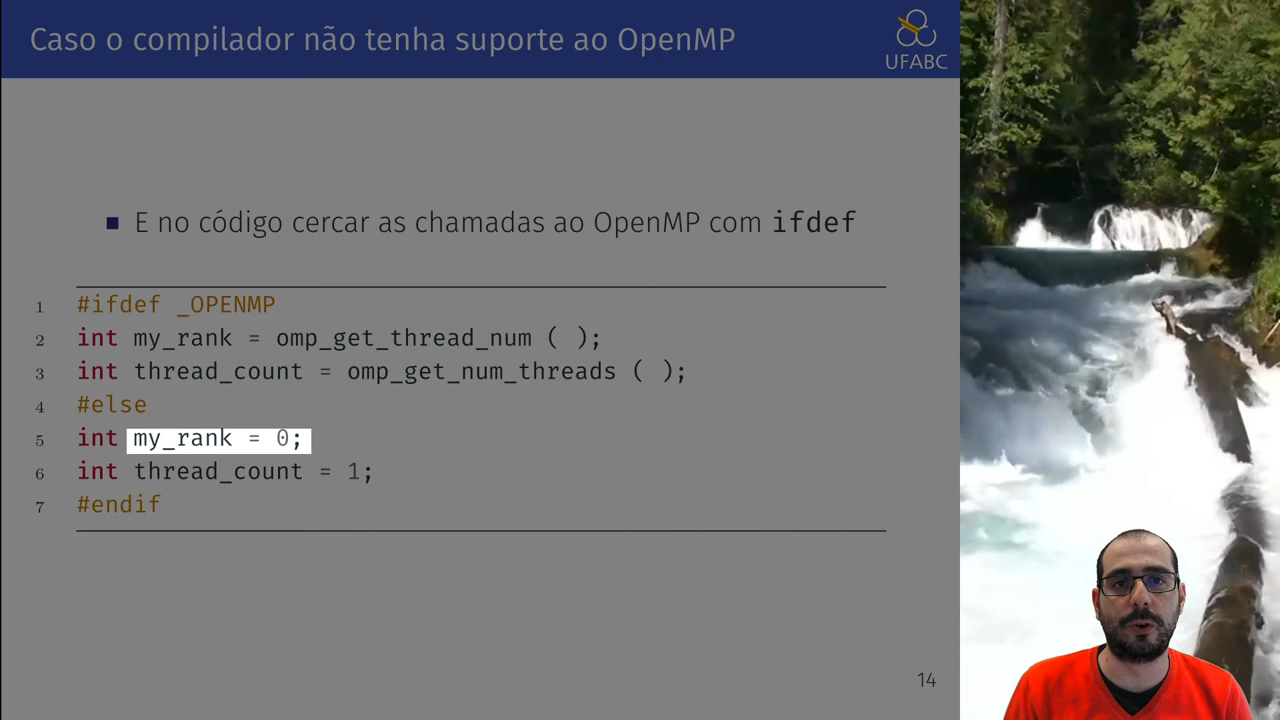 Caso o compilador não tenha suporte ao OpenMP
UFABC
E no código cercar as chamadas ao OpenMP com ifdef
1 #ifdef _OPENMP
2 int my_rank = omp_get_thread_num ( );
3 int thread_count = omp_get_num_threads ( );
4 #else
5 int my_rank = 0;
6 int thread_count = 1;
7 #endif
14